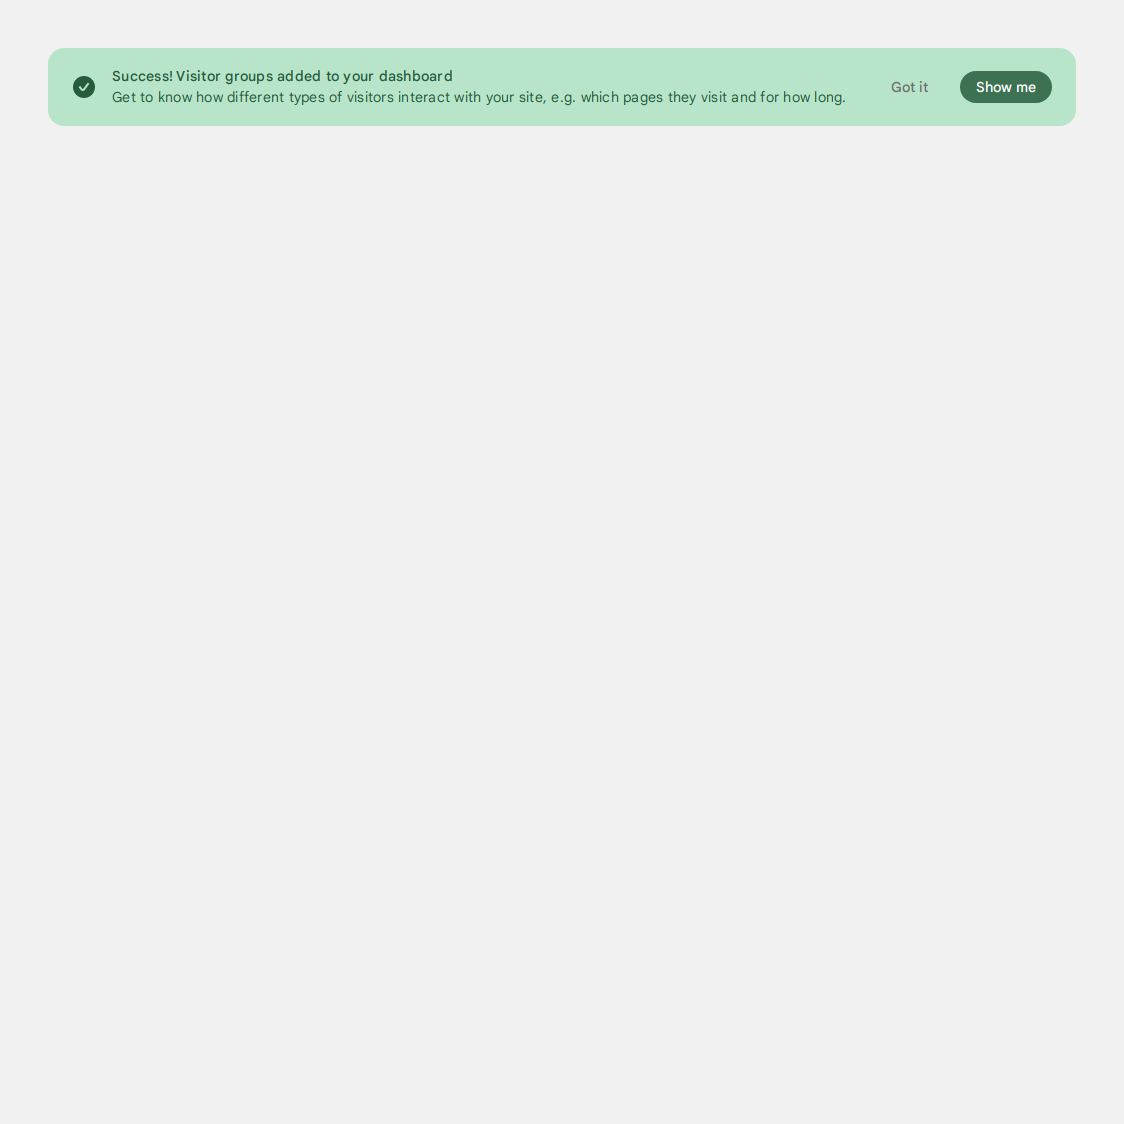 Success! Visitor groups added to your dashboard
Get to know how different types of visitors interact with your site, e.g. which pages they visit and for how long.
Got it
Show me